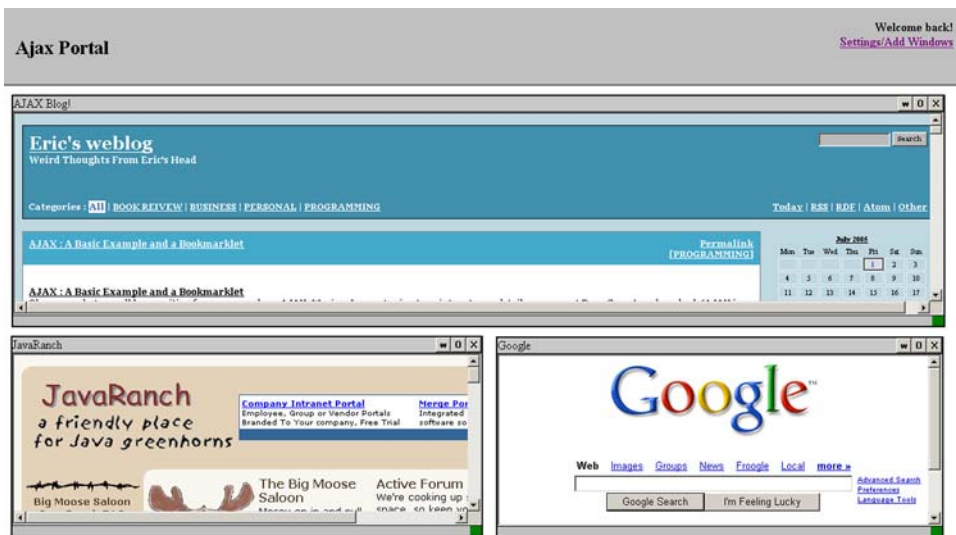 Welcome back!
Ajax Portal
Settings/Add Windows
AJAX Blog!
w 0 X
Eric's weblog
Search
Weird Thoughts From Eric's Head
Categories : All | BOOK REIVEW | BUSINESS | PERSONAL | PROGRAMMING
Today | RSS | RDF | Atom | Other
AJAX : A Basic Example and a Bookmarklet
Permalink
[PROGRAMMING]
July 2005
Mon Tue Wed Thu Fri Sat Sun
1 2 3
4 5 6 7 8 9 10
11 12 13 14 15 16 17
AJAX : A Basic Example and a Bookmarklet
JavaRanch
w 0 X
JavaRanch
a friendly place
for Java greenhorns
Company Intranet Portal
Employee, Group or Vendor Portals
Branded To Your company, Free Trial
Merge Por
Integrated
software so
Big Moose Saloon
The Big Moose
Saloon
Active Forum
We're cooking up
space, so keep yo
Google
w 0 X
Google™
Web Images Groups News Froogle Local more »
Advanced Search
Preferences
Language Tools
Google Search
I'm Feeling Lucky